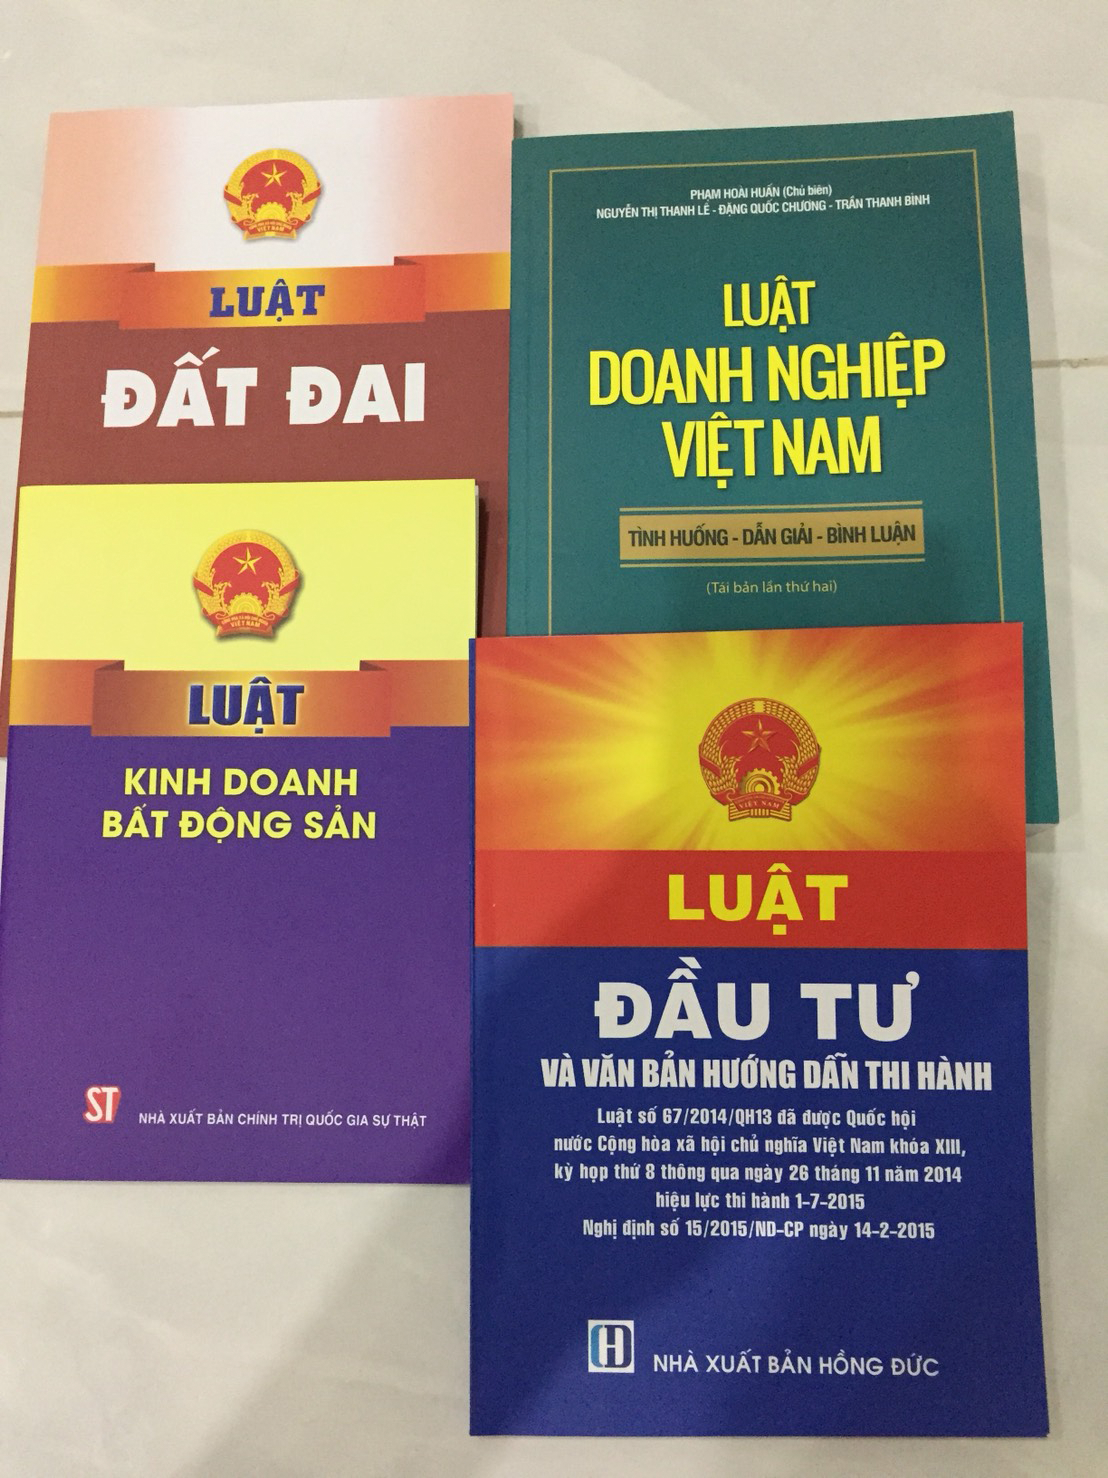 LUẬT
ĐẤT ĐAI
PHẠM HOÀI HUẤN (Chủ biên)
NGUYỄN THỊ THANH LÊ - ĐẶNG QUỐC CHƯƠNG - TRẦN THANH BÌNH
LUẬT
DOANH NGHIỆP
VIỆT NAM
TÌNH HUỐNG - DẪN GIẢI - BÌNH LUẬN
(Tái bản lần thứ hai)
VIỆT NAM
LUẬT
KINH DOANH
BẤT ĐỘNG SẢN
ST
NHÀ XUẤT BẢN CHÍNH TRỊ QUỐC GIA SỰ THẬT
VIỆT NAM
LUẬT
ĐẦU TƯ
VÀ VĂN BẢN HƯỚNG DẪN THI HÀNH
Luật số 67/2014/QH13 đã được Quốc hội
nước Cộng hòa xã hội chủ nghĩa Việt Nam khóa XIII,
kỳ họp thứ 8 thông qua ngày 26 tháng 11 năm 2014
hiệu lực thi hành 1-7-2015
Nghị định số 15/2015/ND-CP ngày 14-2-2015
NHÀ XUẤT BẢN HỒNG ĐỨC